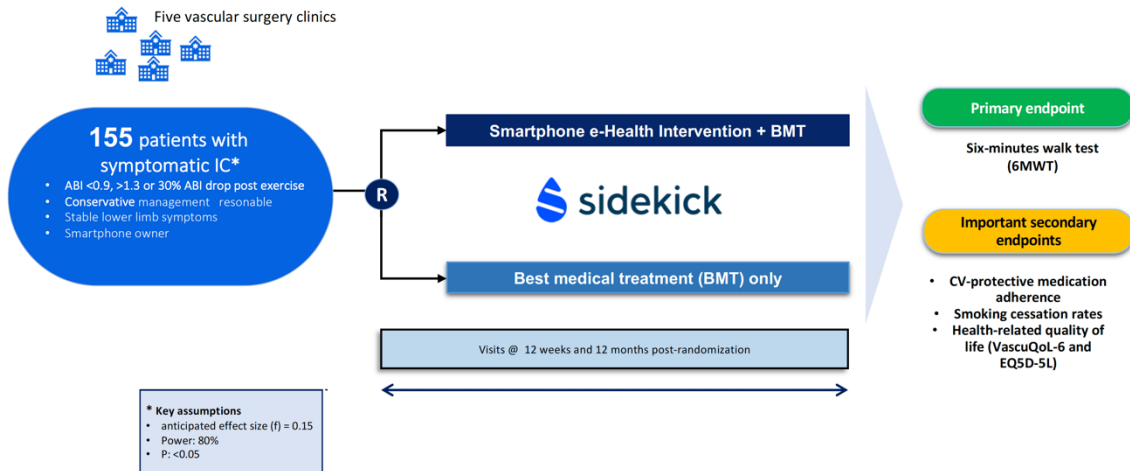 Five vascular surgery clinics
155 patients with
symptomatic IC*
• ABI <0.9, >1.3 or 30% ABI drop post exercise
• Conservative management resonable
• Stable lower limb symptoms
• Smartphone owner
R
Smartphone e-Health Intervention + BMT
sidekick
Best medical treatment (BMT) only
Visits @ 12 weeks and 12 months post-randomization
Primary endpoint
Six-minutes walk test
(6MWT)
Important secondary
endpoints
• CV-protective medication
adherence
• Smoking cessation rates
• Health-related quality of
life (VascuQoL-6 and
EQ5D-5L)
* Key assumptions
• anticipated effect size (f) = 0.15
• Power: 80%
• P: <0.05